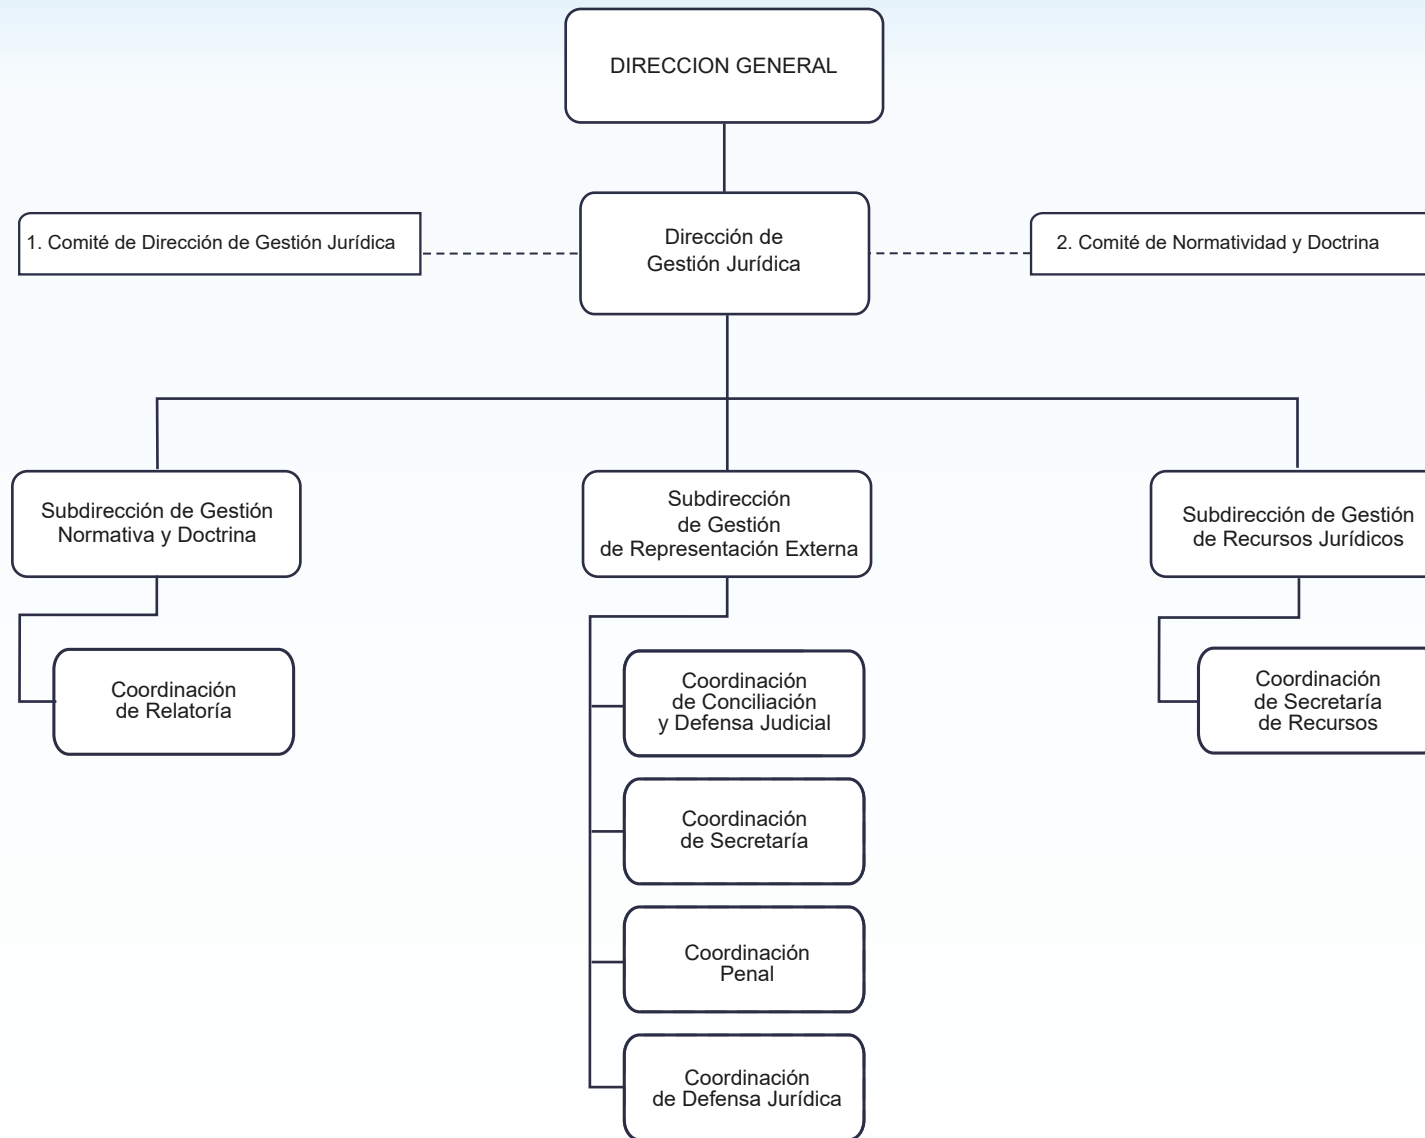 DIRECCION GENERAL
1. Comité de Dirección de Gestión Jurídica
Dirección de
Gestión Jurídica
2. Comité de Normatividad y Doctrina
Subdirección de Gestión
Normativa y Doctrina
Subdirección
de Gestión
de Representación Externa
Subdirección de Gestión
de Recursos Jurídicos
Coordinación
de Relatoría
Coordinación
de Conciliación
y Defensa Judicial
Coordinación
de Secretaría
Coordinación
Penal
Coordinación
de Defensa Jurídica
Coordinación
de Secretaría
de Recursos